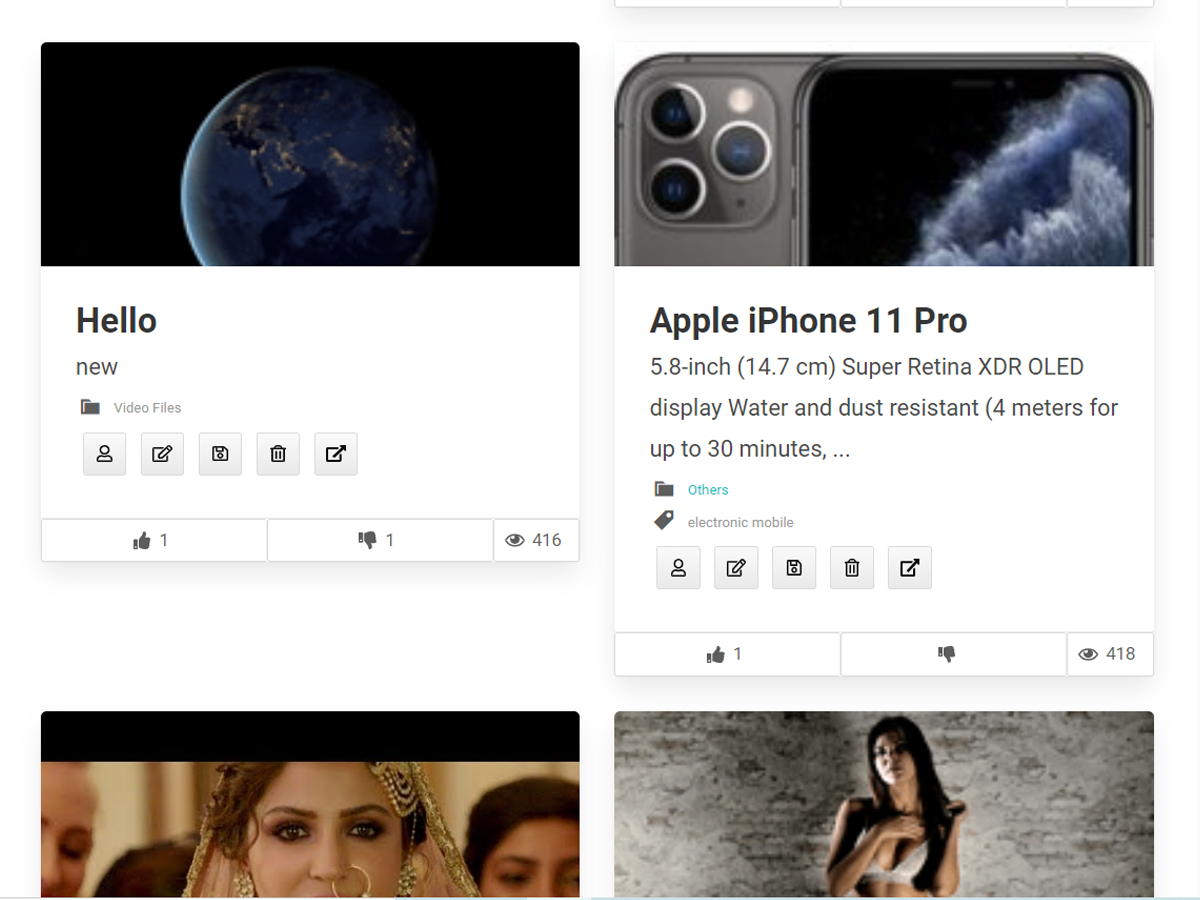 Hello
new
Video Files
1
1
416
Apple iPhone 11 Pro
5.8-inch (14.7 cm) Super Retina XDR OLED
display Water and dust resistant (4 meters for
up to 30 minutes, ...
Others
electronic mobile
1
418